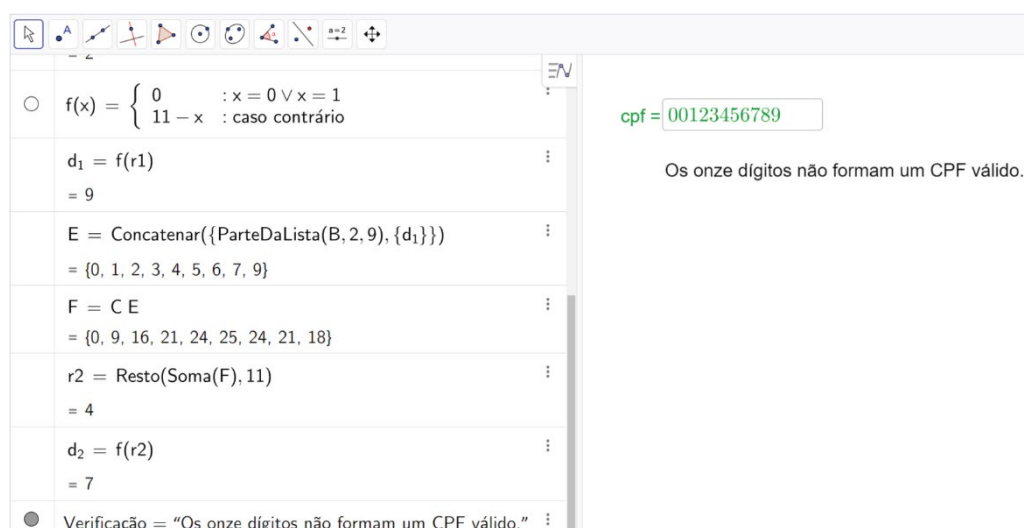 A
a=2
= 2
f(x) = { 0 : x = 0 ∨ x = 1
11 − x : caso contrário
d₁ = f(r1)
= 9
E = Concatenar({ParteDaLista(B, 2, 9), {d₁}})
= {0, 1, 2, 3, 4, 5, 6, 7, 9}
F = C E
= {0, 9, 16, 21, 24, 25, 24, 21, 18}
r2 = Resto(Soma(F), 11)
= 4
d₂ = f(r2)
= 7
Verificação = “Os onze dígitos não formam um CPF válido.”
cpf = 00123456789
Os onze dígitos não formam um CPF válido.